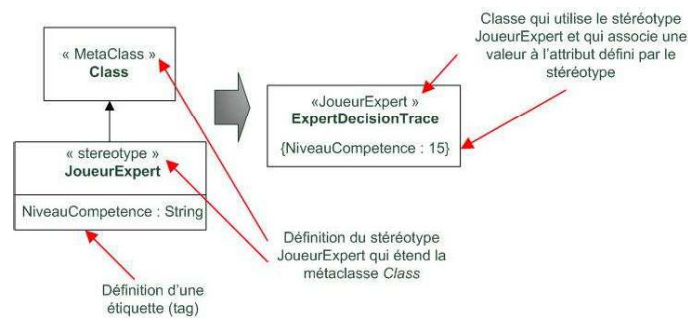 Classe qui utilise le stéréotype
JoueurExpert et qui associe une
valeur à l'attribut défini par le
stéréotype
« MetaClass »
Class
«JoueurExpert »
ExpertDecisionTrace
{NiveauCompetence : 15}
« stereotype »
JoueurExpert
NiveauCompetence : String
Définition du stéréotype
JoueurExpert qui étend la
métaclasse Class
Définition d'une
étiquette (tag)